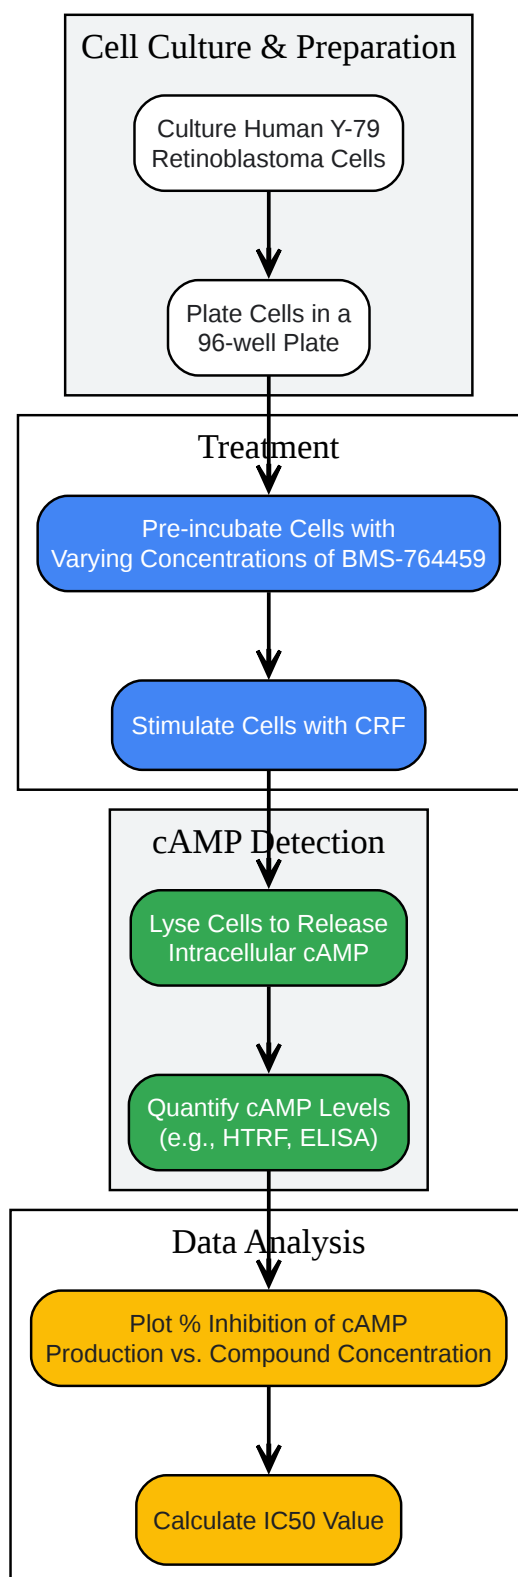 Cell Culture & Preparation
Culture Human Y-79
Retinoblastoma Cells
Plate Cells in a
96-well Plate
Treatment
Pre-incubate Cells with
Varying Concentrations of BMS-764459
Stimulate Cells with CRF
cAMP Detection
Lyse Cells to Release
Intracellular cAMP
Quantify cAMP Levels
(e.g., HTRF, ELISA)
Data Analysis
Plot % Inhibition of cAMP
Production vs. Compound Concentration
Calculate IC50 Value